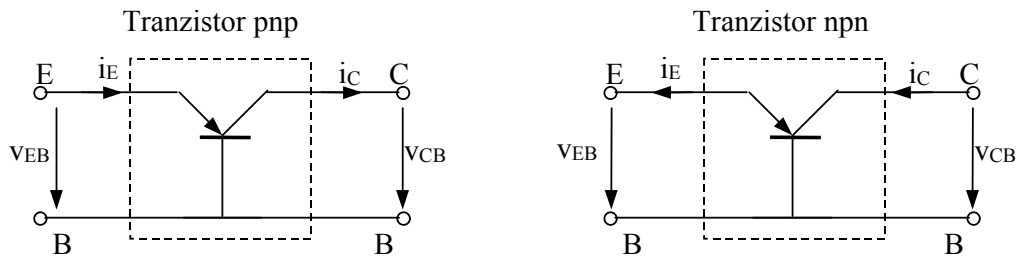 Tranzistor pnp
E iE iC C
vEB vCB
B B
Tranzistor npn
E iE iC C
vEB vCB
B B